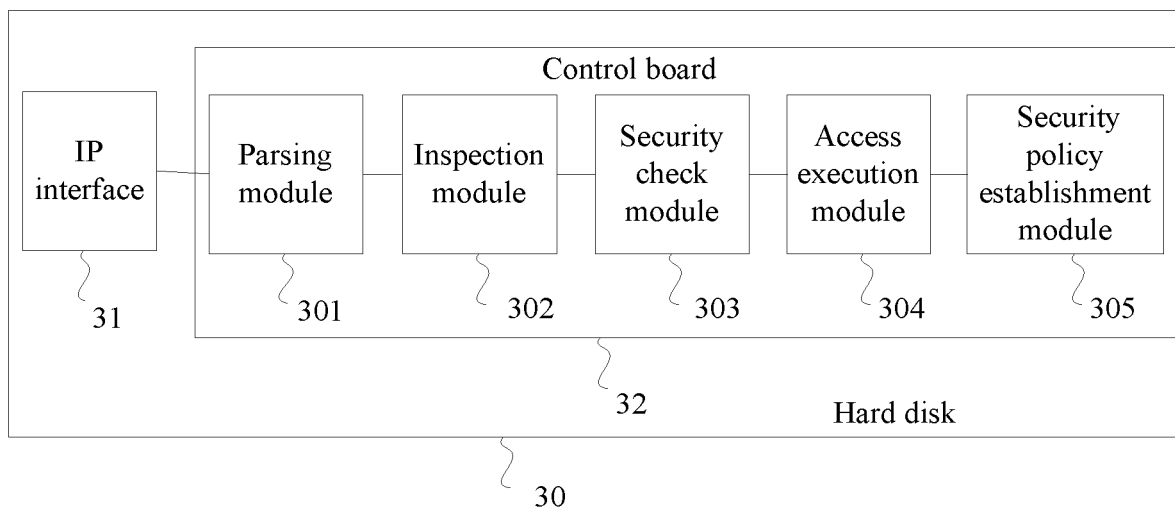 Control board
IP
interface
Parsing
module
Inspection
module
Security
check
module
Access
execution
module
Security
policy
establishment
module
31
301
302
303
304
305
32
Hard disk
30